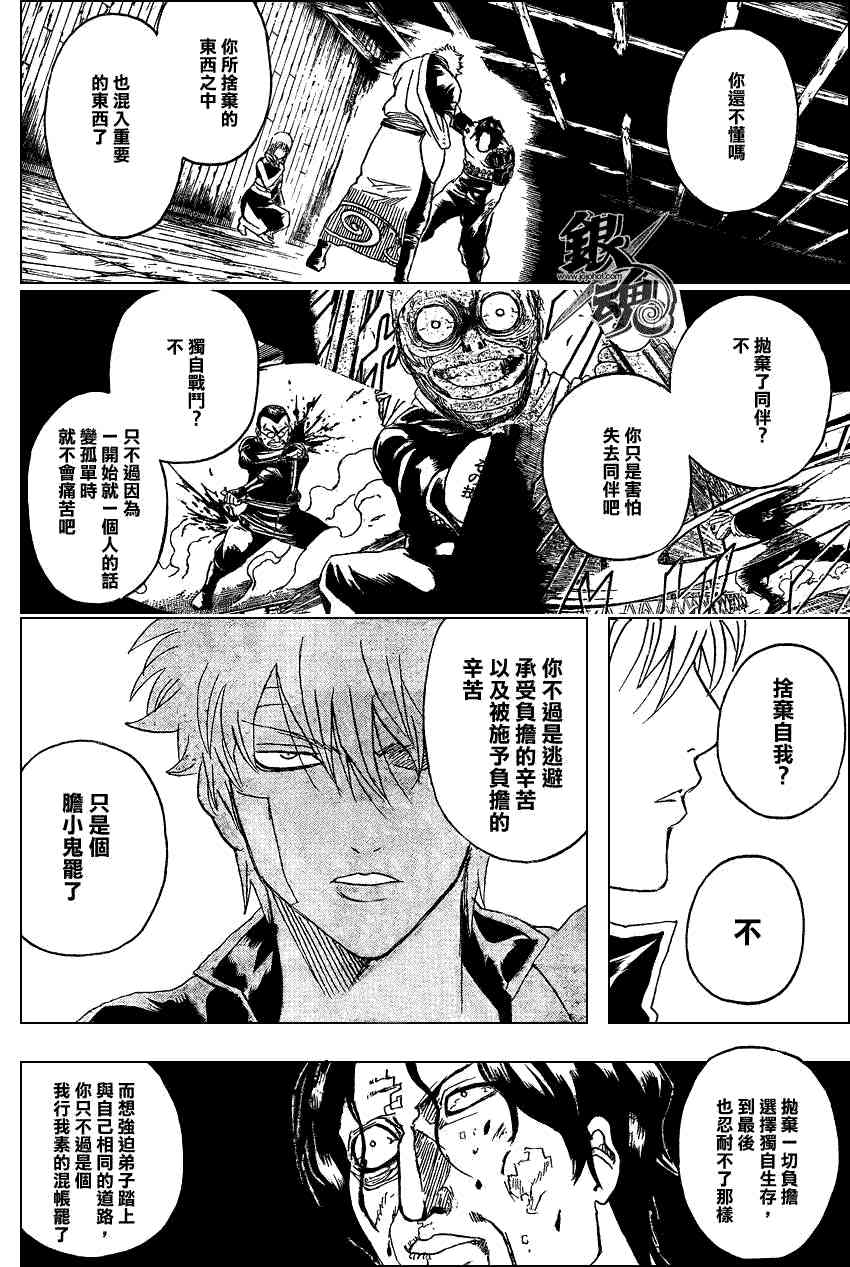 你還不懂嗎
你所捨棄的
東西之中
也混入重要
的東西了
銀魂
www.jojohot.com
拋棄了同伴？
不
你只是害怕
失去同伴吧
獨自戰鬥？
不
只不過因為
一開始就一個人的話
變孤單時
就不會痛苦吧
捨棄自我？
不
你不過是逃避
承受負擔的辛苦
以及被施予負擔的
辛苦
只是個
膽小鬼罷了
拋棄一切負擔
選擇獨自生存，
到最後
也忍耐不了那樣
而想強迫弟子踏上
與自己相同的道路，
你只不過是個
我行我素的混帳罷了